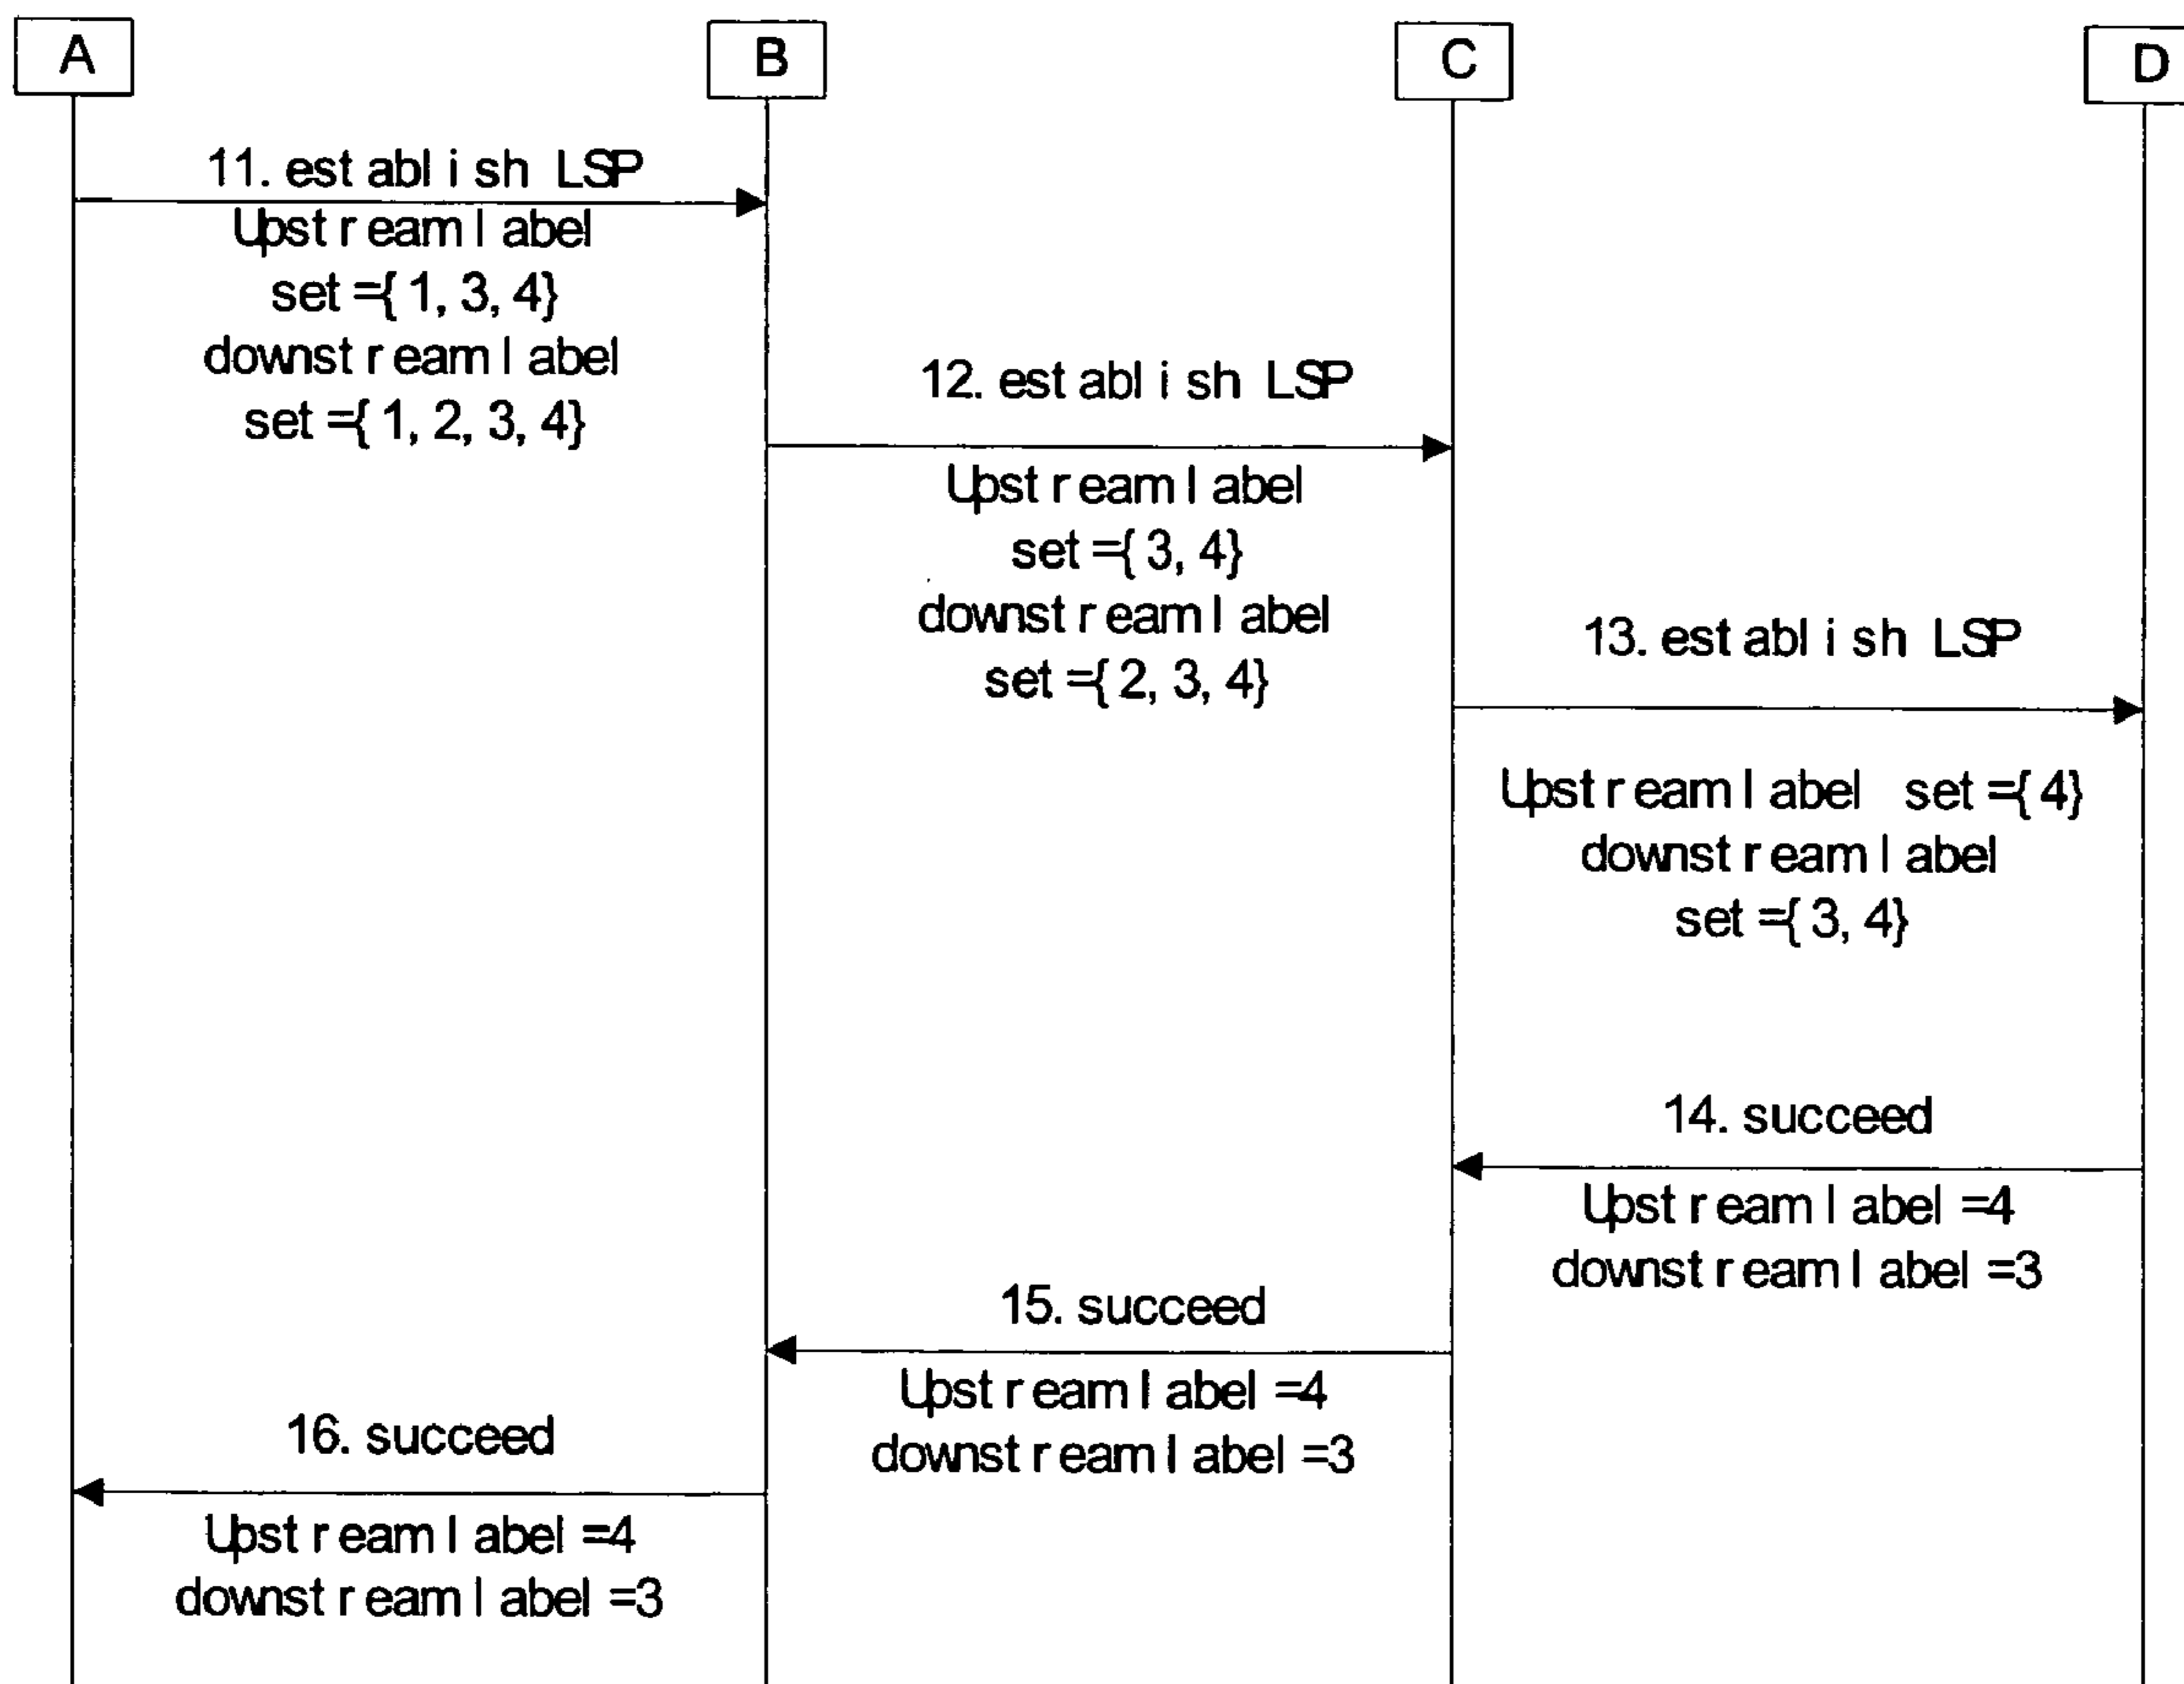 A
B
C
D
11. establish LSP
Upstream label
set={1, 3, 4}
downstream label
set={1, 2, 3, 4}
12. establish LSP
Upstream label
set={3, 4}
downstream label
set={2, 3, 4}
13. establish LSP
Upstream label set={4}
downstream label
set={3, 4}
14. succeed
Upstream label=4
downstream label=3
15. succeed
Upstream label=4
downstream label=3
16. succeed
Upstream label=4
downstream label=3